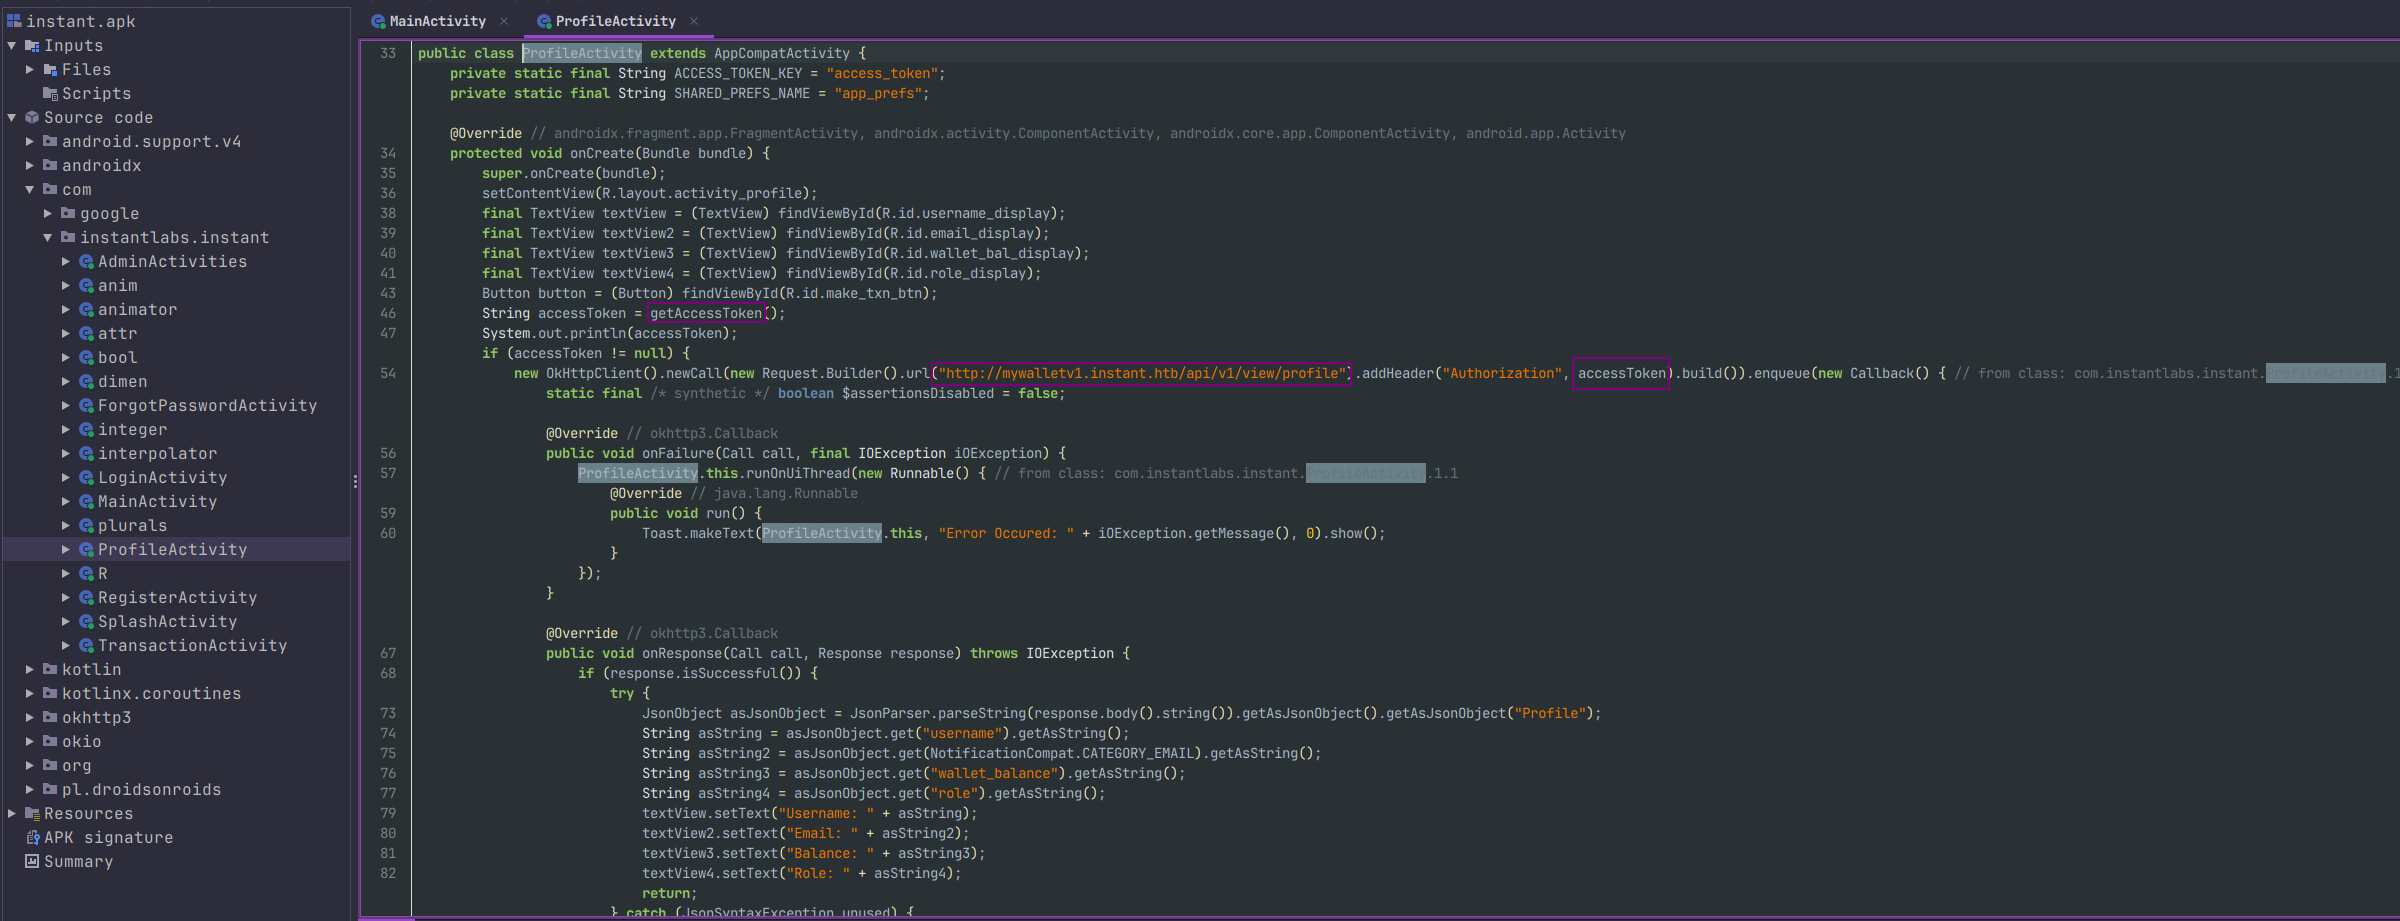 instant.apk
Inputs
Files
Scripts
Source code
android.support.v4
androidx
com
google
instantlabs.instant
AdminActivities
anim
animator
attr
bool
dimen
ForgotPasswordActivity
integer
interpolator
LoginActivity
MainActivity
plurals
ProfileActivity
R
RegisterActivity
SplashActivity
TransactionActivity
kotlin
kotlinx.coroutines
okhttp3
okio
org
pl.droidsonroids
Resources
APK signature
Summary
MainActivity × ProfileActivity ×
33 public class ProfileActivity extends AppCompatActivity {
private static final String ACCESS_TOKEN_KEY = "access_token";
private static final String SHARED_PREFS_NAME = "app_prefs";
@Override // androidx.fragment.app.FragmentActivity, androidx.activity.ComponentActivity, androidx.core.app.ComponentActivity, android.app.Activity
34 protected void onCreate(Bundle bundle) {
35 super.onCreate(bundle);
36 setContentView(R.layout.activity_profile);
38 final TextView textView = (TextView) findViewById(R.id.username_display);
39 final TextView textView2 = (TextView) findViewById(R.id.email_display);
40 final TextView textView3 = (TextView) findViewById(R.id.wallet_bal_display);
41 final TextView textView4 = (TextView) findViewById(R.id.role_display);
43 Button button = (Button) findViewById(R.id.make_txn_btn);
46 String accessToken = getAccessToken();
47 System.out.println(accessToken);
if (accessToken != null) {
54 new OkHttpClient().newCall(new Request.Builder().url("http://mywalletv1.instant.htb/api/v1/view/profile").addHeader("Authorization", accessToken).build()).enqueue(new Callback() { // from class: com.instantlabs.instant.ProfileActivity.1
static final /* synthetic */ boolean $assertionsDisabled = false;
@Override // okhttp3.Callback
56 public void onFailure(Call call, final IOException iOException) {
57 ProfileActivity.this.runOnUiThread(new Runnable() { // from class: com.instantlabs.instant.ProfileActivity.1.1
@Override // java.lang.Runnable
59 public void run() {
60 Toast.makeText(ProfileActivity.this, "Error Occured: " + iOException.getMessage(), 0).show();
}
});
}
@Override // okhttp3.Callback
67 public void onResponse(Call call, Response response) throws IOException {
68 if (response.isSuccessful()) {
try {
73 JsonObject asJsonObject = JsonParser.parseString(response.body().string()).getAsJsonObject().getAsJsonObject("Profile");
74 String asString = asJsonObject.get("username").getAsString();
75 String asString2 = asJsonObject.get(NotificationCompat.CATEGORY_EMAIL).getAsString();
76 String asString3 = asJsonObject.get("wallet_balance").getAsString();
77 String asString4 = asJsonObject.get("role").getAsString();
79 textView.setText("Username: " + asString);
80 textView2.setText("Email: " + asString2);
81 textView3.setText("Balance: " + asString3);
82 textView4.setText("Role: " + asString4);
return;
} catch (JsonSyntaxException unused) {